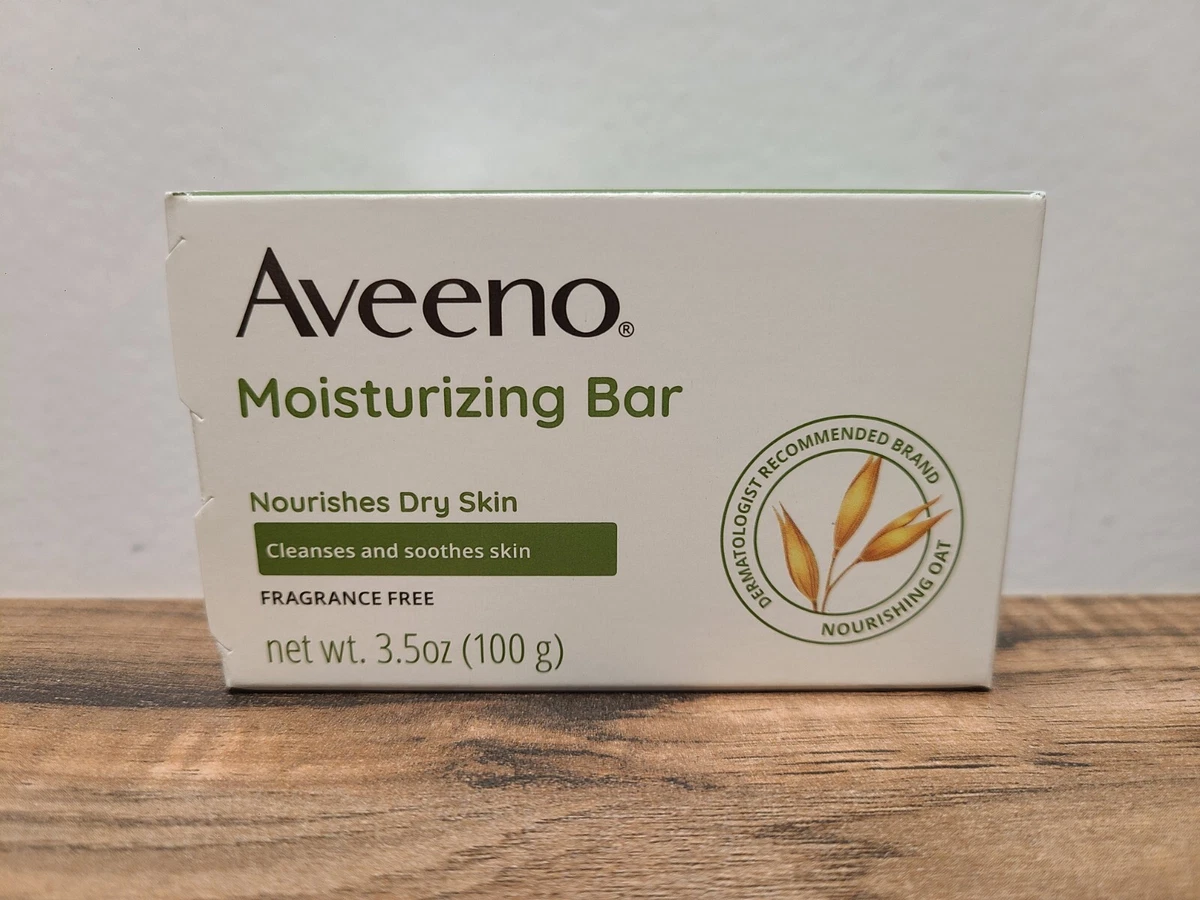 Aveeno®
Moisturizing Bar
Nourishes Dry Skin
Cleanses and soothes skin
FRAGRANCE FREE
net wt. 3.5oz (100 g)
DERMATOLOGIST RECOMMENDED BRAND
NOURISHING OAT